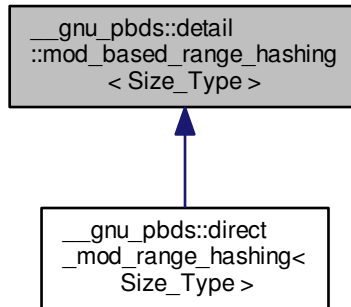 __gnu_pbds::detail
::mod_based_range_hashing
< Size_Type >
__gnu_pbds::direct
_mod_range_hashing<
Size_Type >